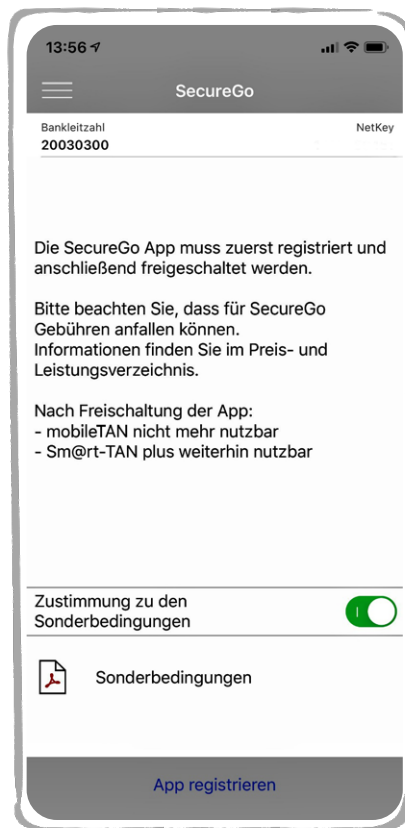 13:56
SecureGo
Bankleitzahl NetKey
20030300
Die SecureGo App muss zuerst registriert und
anschließend freigeschaltet werden.
Bitte beachten Sie, dass für SecureGo
Gebühren anfallen können.
Informationen finden Sie im Preis- und
Leistungsverzeichnis.
Nach Freischaltung der App:
- mobileTAN nicht mehr nutzbar
- Sm@rt-TAN plus weiterhin nutzbar
Zustimmung zu den
Sonderbedingungen
Sonderbedingungen
App registrieren